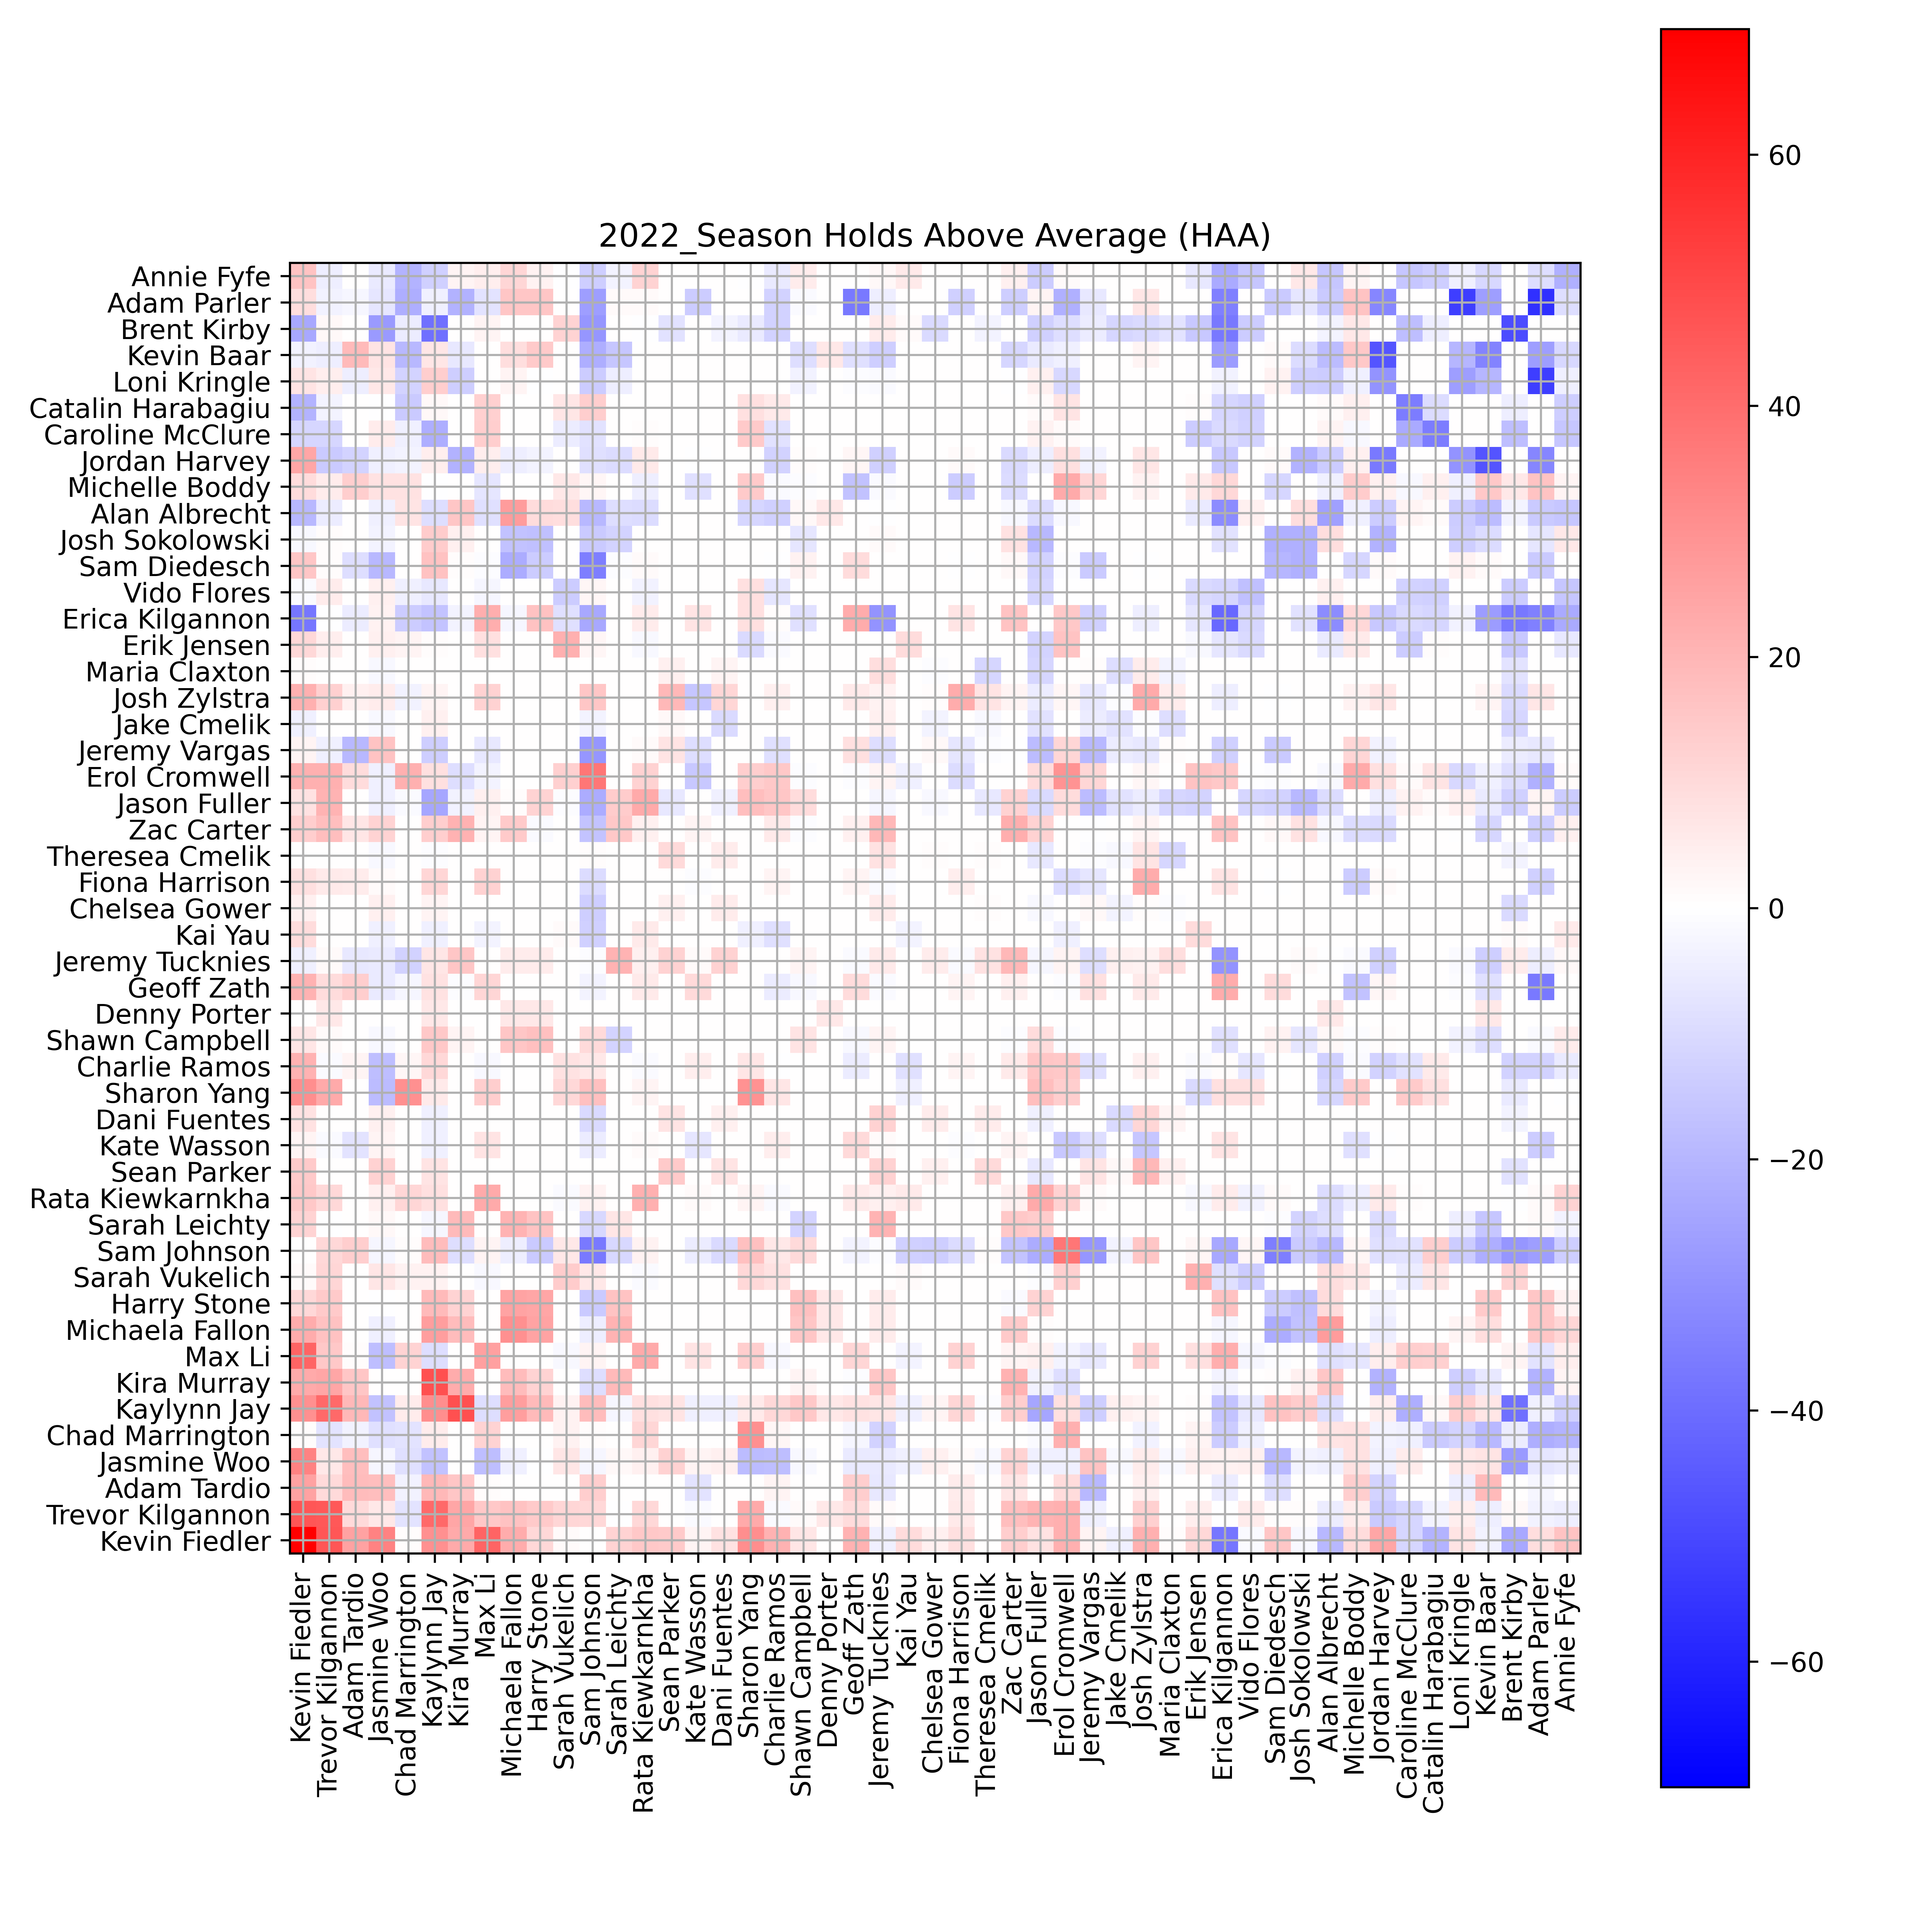 2022_Season Holds Above Average (HAA)
Annie Fyfe
Adam Parler
Brent Kirby
Kevin Baar
Loni Kringle
Catalin Harabagiu
Caroline McClure
Jordan Harvey
Michelle Boddy
Alan Albrecht
Josh Sokolowski
Sam Diedesch
Vido Flores
Erica Kilgannon
Erik Jensen
Maria Claxton
Josh Zylstra
Jake Cmelik
Jeremy Vargas
Erol Cromwell
Jason Fuller
Zac Carter
Theresea Cmelik
Fiona Harrison
Chelsea Gower
Kai Yau
Jeremy Tucknies
Geoff Zath
Denny Porter
Shawn Campbell
Charlie Ramos
Sharon Yang
Dani Fuentes
Kate Wasson
Sean Parker
Rata Kiewkarnkha
Sarah Leichty
Sam Johnson
Sarah Vukelich
Harry Stone
Michaela Fallon
Max Li
Kira Murray
Kaylynn Jay
Chad Marrington
Jasmine Woo
Adam Tardio
Trevor Kilgannon
Kevin Fiedler
Kevin Fiedler
Trevor Kilgannon
Adam Tardio
Jasmine Woo
Chad Marrington
Kaylynn Jay
Kira Murray
Max Li
Michaela Fallon
Harry Stone
Sarah Vukelich
Sam Johnson
Sarah Leichty
Rata Kiewkarnkha
Sean Parker
Kate Wasson
Dani Fuentes
Sharon Yang
Charlie Ramos
Shawn Campbell
Denny Porter
Geoff Zath
Jeremy Tucknies
Kai Yau
Chelsea Gower
Fiona Harrison
Theresea Cmelik
Zac Carter
Jason Fuller
Erol Cromwell
Jeremy Vargas
Jake Cmelik
Josh Zylstra
Maria Claxton
Erik Jensen
Erica Kilgannon
Vido Flores
Sam Diedesch
Josh Sokolowski
Alan Albrecht
Michelle Boddy
Jordan Harvey
Caroline McClure
Catalin Harabagiu
Loni Kringle
Kevin Baar
Brent Kirby
Adam Parler
Annie Fyfe
60
40
20
0
−20
−40
−60